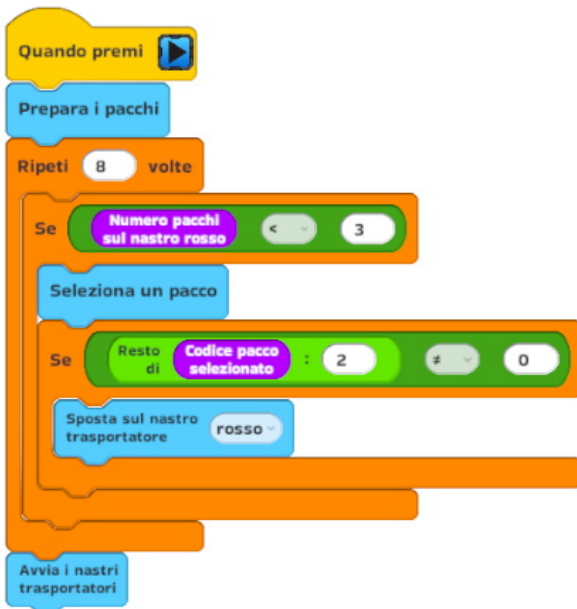 Quando premi
Prepara i pacchi
Ripeti 8 volte
Se Numero pacchi sul nastro rosso < 3
Seleziona un pacco
Se Resto di Codice pacco selezionato : 2 ≠ 0
Sposta sul nastro trasportatore rosso
Avvia i nastri
trasportatori